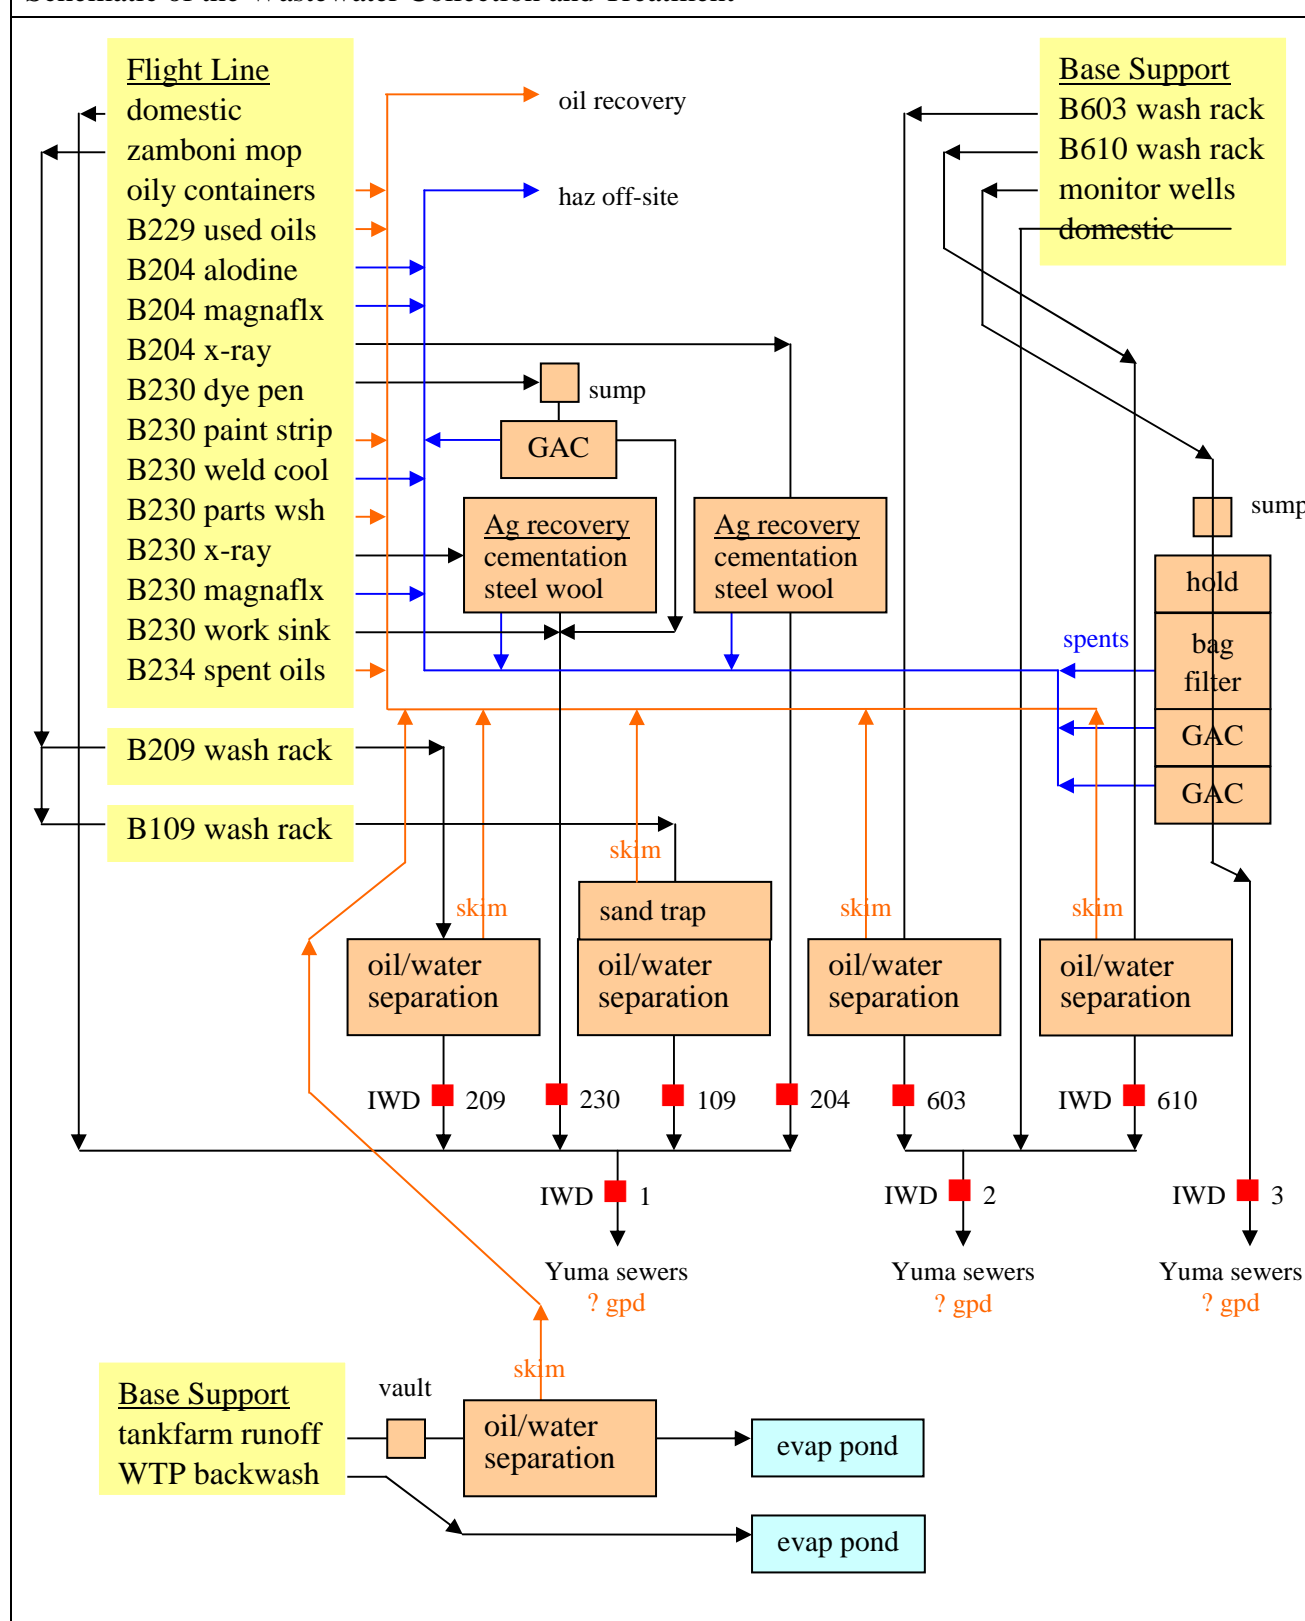 Schematic of the Wastewater Collection and Treatment
Flight Line
domestic
zamboni mop
oily containers
B229 used oils
B204 alodine
B204 magnaflx
B204 x-ray
B230 dye pen
B230 paint strip
B230 weld cool
B230 parts wsh
B230 x-ray
B230 magnaflx
B230 work sink
B234 spent oils
B209 wash rack
B109 wash rack
oil recovery
haz off-site
Base Support
B603 wash rack
B610 wash rack
monitor wells
domestic
sump
GAC
Ag recovery
cementation
steel wool
Ag recovery
cementation
steel wool
sump
hold
bag
filter
GAC
GAC
spents
skim
skim
skim
skim
sand trap
oil/water
separation
oil/water
separation
oil/water
separation
oil/water
separation
IWD 209
230
109
204
603
IWD 610
IWD 1
IWD 2
IWD 3
Yuma sewers
? gpd
Yuma sewers
? gpd
Yuma sewers
? gpd
skim
Base Support
tankfarm runoff
WTP backwash
vault
oil/water
separation
evap pond
evap pond